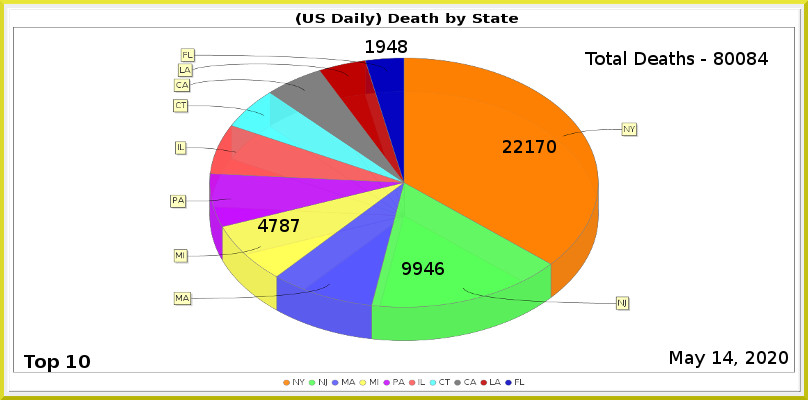 (US Daily) Death by State
1948
Total Deaths - 80084
FL
LA
CA
CT
NY
22170
IL
PA
4787
MI
9946
MA
NJ
Top 10
May 14, 2020
NY NJ MA MI PA IL CT CA LA FL